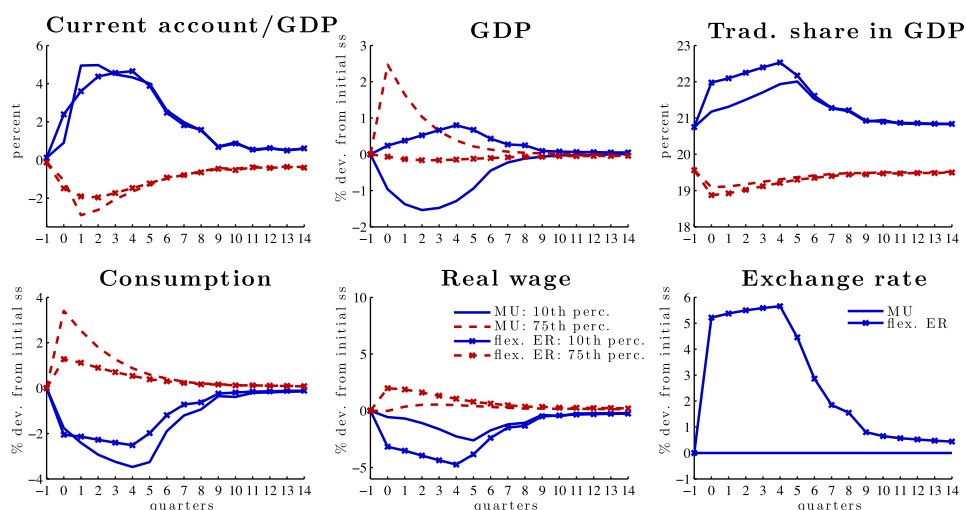 Current account/GDP
GDP
Trad. share in GDP
percent
6
4
2
0
−2
−1 0 1 2 3 4 5 6 7 8 9 10 11 12 13 14
% dev. from initial ss
3
2
1
0
−1
−2
−1 0 1 2 3 4 5 6 7 8 9 10 11 12 13 14
percent
23
22
21
20
19
18
−1 0 1 2 3 4 5 6 7 8 9 10 11 12 13 14
Consumption
Real wage
Exchange rate
% dev. from initial ss
4
2
0
−2
−4
−1 0 1 2 3 4 5 6 7 8 9 10 11 12 13 14
quarters
% dev. from initial ss
10
5
0
−5
MU: 10th perc.
MU: 75th perc.
flex. ER: 10th perc.
flex. ER: 75th perc.
−1 0 1 2 3 4 5 6 7 8 9 10 11 12 13 14
quarters
% dev. from initial ss
6
5
4
3
2
1
0
−1
MU
flex. ER
−1 0 1 2 3 4 5 6 7 8 9 10 11 12 13 14
quarters